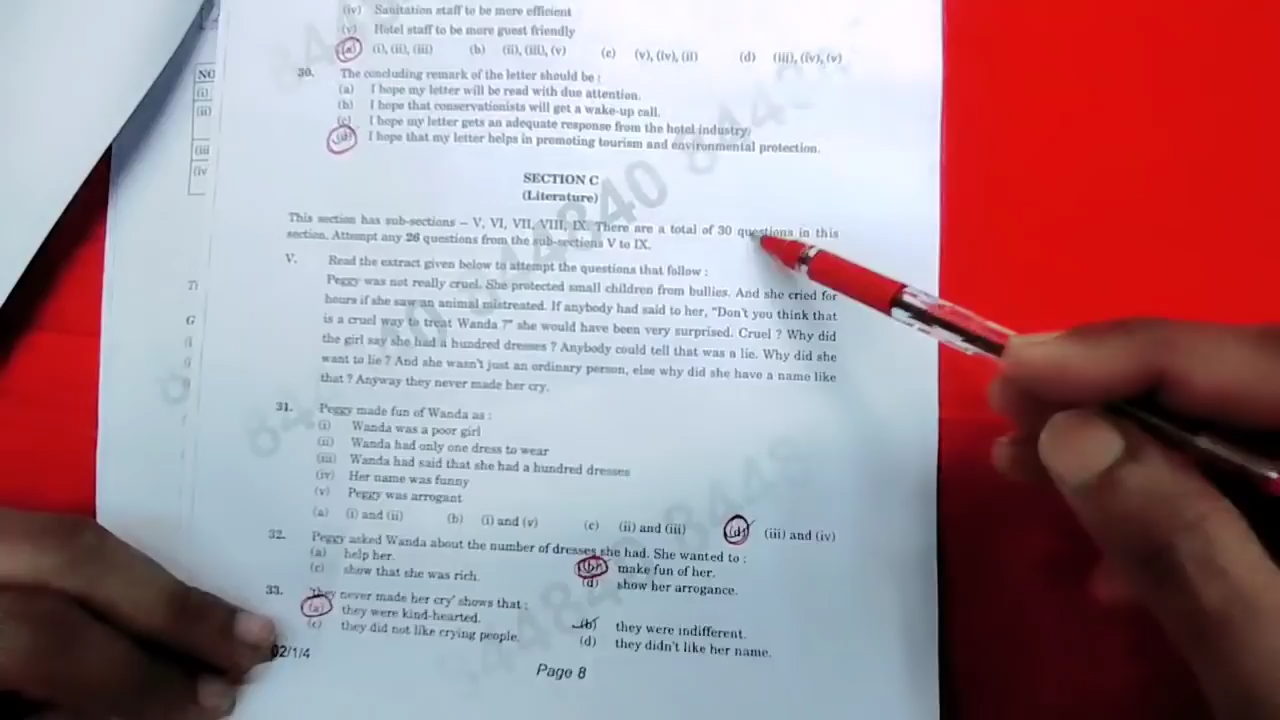 (iv) Sanitation staff to be more efficient
(v) Hotel staff to be more guest friendly
(a) (i), (ii), (iii) (b) (ii), (iii), (v) (c) (v), (iv), (ii) (d) (iii), (iv), (v)
30. The concluding remark of the letter should be :
(a) I hope my letter will be read with due attention.
(b) I hope that conservationists will get a wake-up call.
(c) I hope my letter gets an adequate response from the hotel industry.
(d) I hope that my letter helps in promoting tourism and environmental protection.
SECTION C
(Literature)
This section has sub-sections – V, VI, VII, VIII, IX. There are a total of 30 questions in this
section. Attempt any 26 questions from the sub-sections V to IX.
V. Read the extract given below to attempt the questions that follow :
Peggy was not really cruel. She protected small children from bullies. And she cried for
hours if she saw an animal mistreated. If anybody had said to her, "Don't you think that
is a cruel way to treat Wanda ?" she would have been very surprised. Cruel ? Why did
the girl say she had a hundred dresses ? Anybody could tell that was a lie. Why did she
want to lie ? And she wasn't just an ordinary person, else why did she have a name like
that ? Anyway they never made her cry.
31. Peggy made fun of Wanda as :
(i) Wanda was a poor girl
(ii) Wanda had only one dress to wear
(iii) Wanda had said that she had a hundred dresses
(iv) Her name was funny
(v) Peggy was arrogant
(a) (i) and (ii) (b) (i) and (v) (c) (ii) and (iii) (d) (iii) and (iv)
32. Peggy asked Wanda about the number of dresses she had. She wanted to :
(a) help her. (b) make fun of her.
(c) show that she was rich. (d) show her arrogance.
33. 'They never made her cry' shows that :
(a) they were kind-hearted. (b) they were indifferent.
(c) they did not like crying people. (d) they didn't like her name.
02/1/4
Page 8
NO
(i)
(ii)
(iii
(iv
G